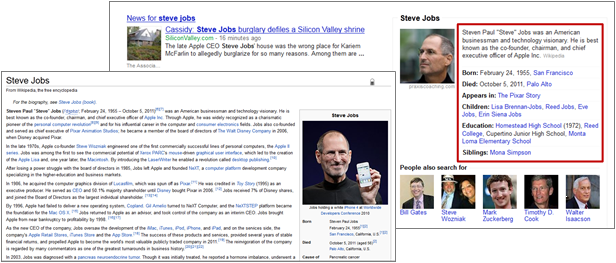 News for steve jobs
Cassidy: Steve Jobs burglary defiles a Silicon Valley shrine
SiliconValley.com - 16 minutes ago
The late Apple CEO Steve Jobs' house was the wrong place for Kariem
McFarlin to allegedly burglarize for so many reasons. Among them are ...
The Associa...
Steve Jobs
praxiscoaching.com
Steven Paul "Steve" Jobs was an American
businessman and technology visionary. He is best
known as the co-founder, chairman, and chief
executive officer of Apple Inc. Wikipedia
Born: February 24, 1955, San Francisco
Died: October 5, 2011, Palo Alto
Appears in: The Pixar Story
Children: Lisa Brennan-Jobs, Reed Jobs, Eve
Jobs, Erin Siena Jobs
Education: Homestead High School (1972), Reed
College, Cupertino Junior High School, Monta
Loma Elementary School
Siblings: Mona Simpson
People also search for
Bill Gates
Steve
Wozniak
Mark
Zuckerberg
Timothy D.
Cook
Walter
Isaacson
Steve Jobs
From Wikipedia, the free encyclopedia
For the biography, see Steve Jobs (book).
Steven Paul "Steve" Jobs February 24, 1955 – October 5, 2011) was an American businessman and technology visionary. He is
best known as the co-founder, chairman, and chief executive officer of Apple Inc. Through Apple, he was widely recognized as a charismatic
pioneer of the personal computer revolution and for his influential career in the computer and consumer electronics fields. Jobs also co-founded
and served as chief executive of Pixar Animation Studios; he became a member of the board of directors of The Walt Disney Company in 2006,
when Disney acquired Pixar.
In the late 1970s, Apple co-founder Steve Wozniak engineered one of the first commercially successful lines of personal computers, the Apple II
series. Jobs was among the first to see the commercial potential of Xerox PARC's mouse-driven graphical user interface, which led to the creation
of the Apple Lisa and, one year later, the Macintosh. By introducing the LaserWriter he enabled a revolution called desktop publishing.
After losing a power struggle with the board of directors in 1985, Jobs left Apple and founded NeXT, a computer platform development company
specializing in the higher-education and business markets.
In 1986, he acquired the computer graphics division of Lucasfilm, which was spun off as Pixar. He was credited in Toy Story (1995) as an
executive producer. He served as CEO and 50.1% majority shareholder until Disney bought Pixar in 2006. Jobs received 7% of Disney shares,
and joined the Board of Directors as the largest individual shareholder.
By 1996, Apple had failed to deliver a new operating system, Copland. Gil Amelio turned to NeXT Computer, and the NeXTSTEP platform became
the foundation for the Mac OS X. Jobs returned to Apple as an advisor, and took control of the company as an interim CEO. Jobs brought
Apple from near bankruptcy to profitability by 1998.
As the new CEO of the company, Jobs oversaw the development of the iMac, iTunes, iPod, iPhone, and iPad, and on the services side, the
company's Apple Retail Stores, iTunes Store and the App Store. The success of these products and services, provided several years of stable
financial returns, and propelled Apple to become the world's most valuable publicly traded company in 2011. The reinvigoration of the company
is regarded by many commentators as one of the greatest turnarounds in business history.
In 2003, Jobs was diagnosed with a pancreas neuroendocrine tumor. Though it was initially treated, he reported a hormone imbalance, underwent a
Steve Jobs
Jobs holding a white iPhone 4 at Worldwide
Developers Conference 2010
Born Steven Paul Jobs
February 24, 1955
San Francisco, California, U.S.
Died October 5, 2011 (aged 56)
Palo Alto, California, U.S.
Cause of Pancreatic cancer